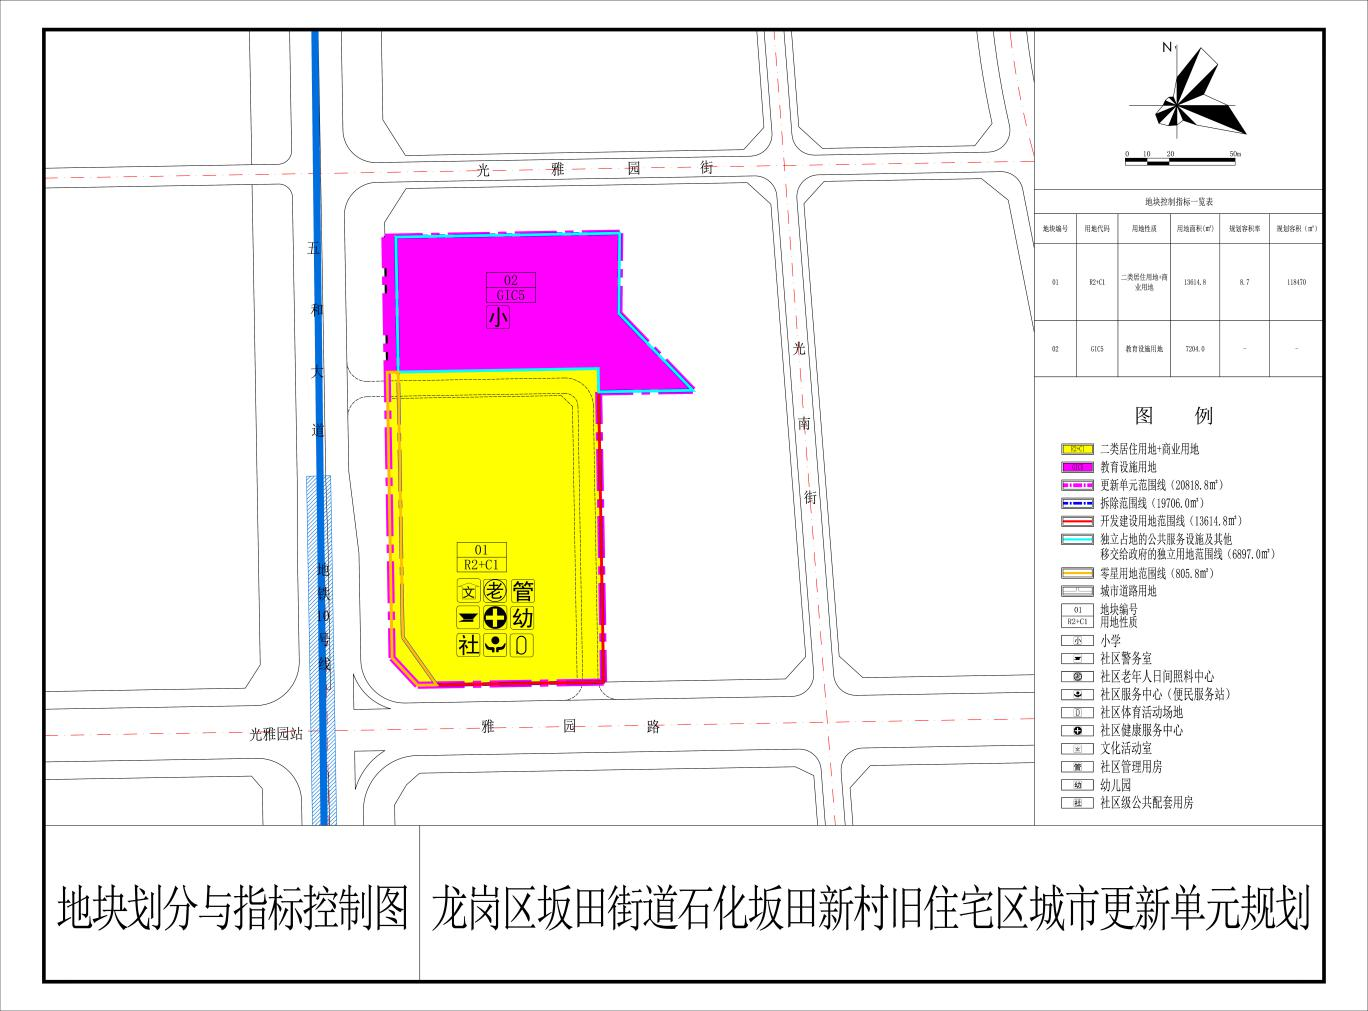 N
0 10 20 50m
地块控制指标一览表
地块编号 用地代码 用地性质 用地面积(㎡) 规划容积率 规划容积（㎡）
01 R2+C1 二类居住用地+商业用地 13614.8 8.7 118470
02 GIC5 教育设施用地 7204.0 - -
光雅园街
五和大道
02
GIC5
小
光南街
01
R2+C1
文 老 管
幼
社
地铁10号线
光雅园站
雅园路
图 例
R2+C1 二类居住用地+商业用地
GIC5 教育设施用地
更新单元范围线（20818.8㎡）
拆除范围线（19706.0㎡）
开发建设用地范围线（13614.8㎡）
独立占地的公共服务设施及其他
移交给政府的独立用地范围线（6897.0㎡）
零星用地范围线（805.8㎡）
城市道路用地
01 地块编号
R2+C1 用地性质
小 小学
社区警务室
老 社区老年人日间照料中心
社区服务中心（便民服务站）
社区体育活动场地
社区健康服务中心
文 文化活动室
管 社区管理用房
幼 幼儿园
社 社区级公共配套用房
地块划分与指标控制图
龙岗区坂田街道石化坂田新村旧住宅区城市更新单元规划